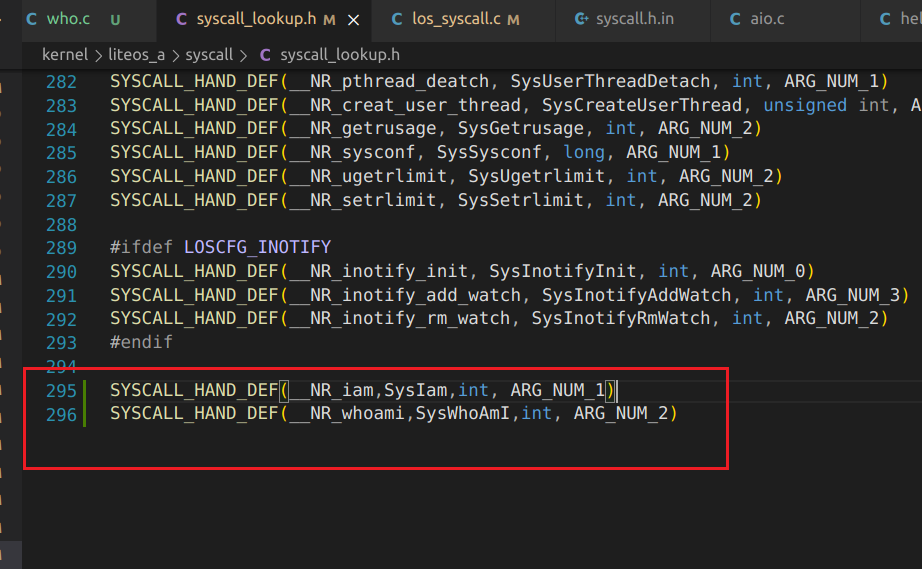 who.c U syscall_lookup.h M × los_syscall.c M syscall.h.in aio.c
kernel > liteos_a > syscall > C syscall_lookup.h
282 SYSCALL_HAND_DEF(__NR_pthread_deatch, SysUserThreadDetach, int, ARG_NUM_1)
283 SYSCALL_HAND_DEF(__NR_creat_user_thread, SysCreateUserThread, unsigned int, A
284 SYSCALL_HAND_DEF(__NR_getrusage, SysGetrusage, int, ARG_NUM_2)
285 SYSCALL_HAND_DEF(__NR_sysconf, SysSysconf, long, ARG_NUM_1)
286 SYSCALL_HAND_DEF(__NR_ugetrlimit, SysUgetrlimit, int, ARG_NUM_2)
287 SYSCALL_HAND_DEF(__NR_setrlimit, SysSetrlimit, int, ARG_NUM_2)
288
289 #ifdef LOSCFG_INOTIFY
290 SYSCALL_HAND_DEF(__NR_inotify_init, SysInotifyInit, int, ARG_NUM_0)
291 SYSCALL_HAND_DEF(__NR_inotify_add_watch, SysInotifyAddWatch, int, ARG_NUM_3)
292 SYSCALL_HAND_DEF(__NR_inotify_rm_watch, SysInotifyRmWatch, int, ARG_NUM_2)
293 #endif
294
295 SYSCALL_HAND_DEF(__NR_iam,SysIam,int, ARG_NUM_1)
296 SYSCALL_HAND_DEF(__NR_whoami,SysWhoAmI,int, ARG_NUM_2)